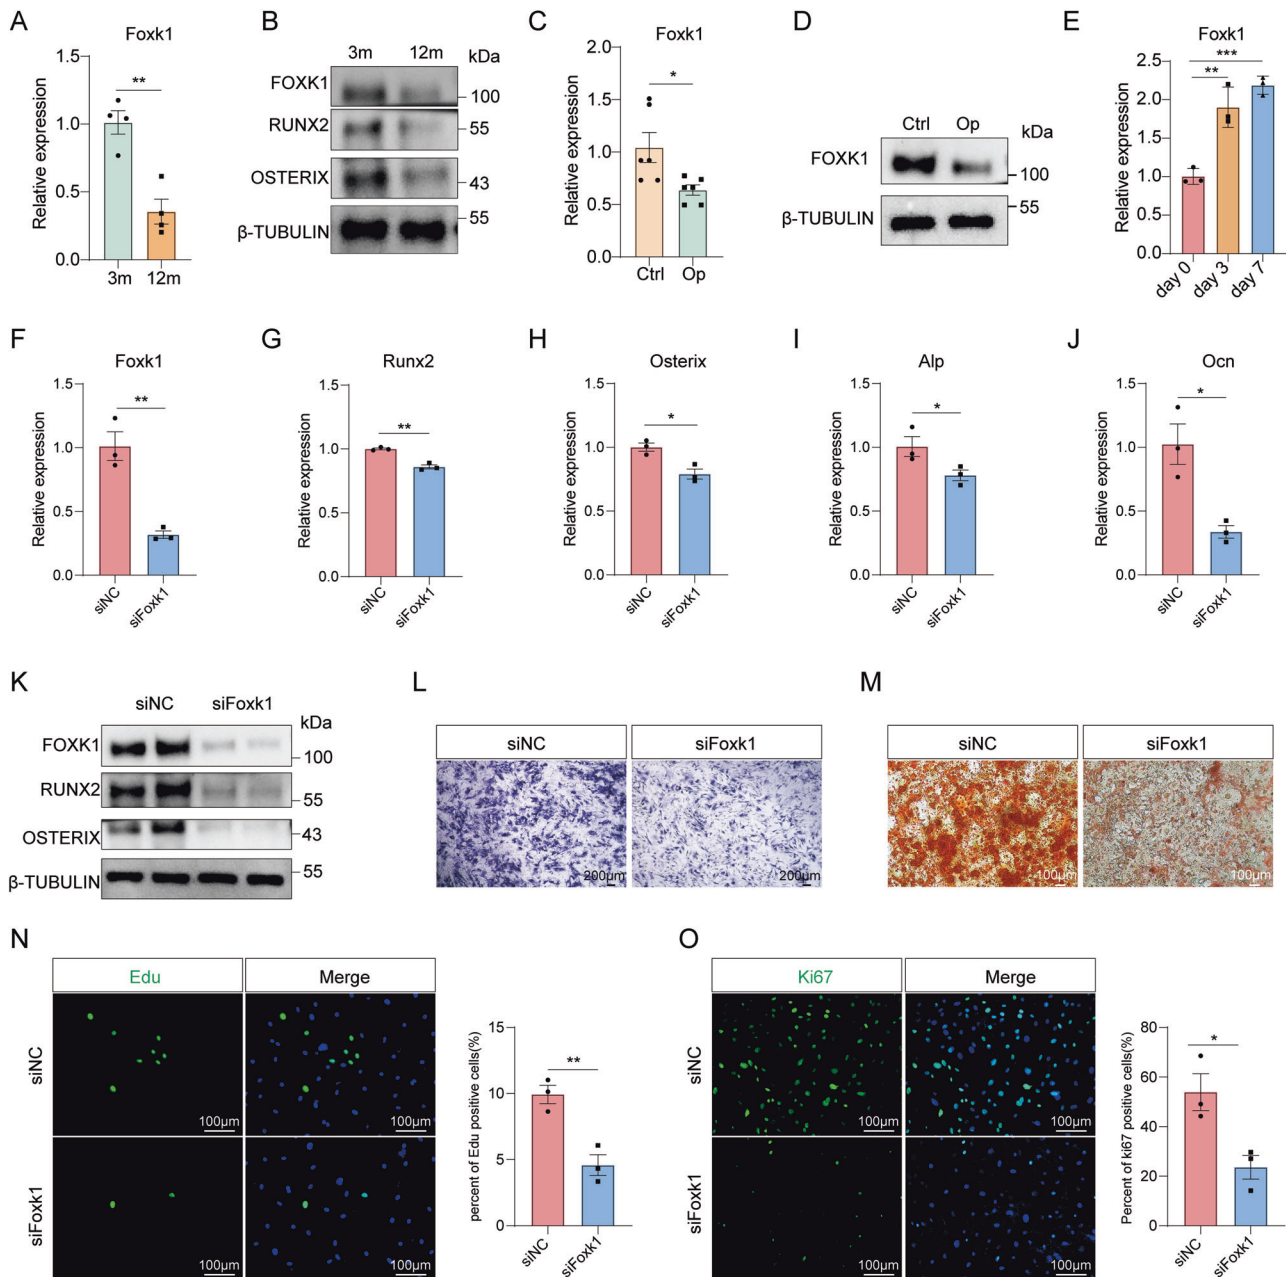 A
Foxk1
Relative expression
1.5
1.0
0.5
0.0
**
3m
12m
B
3m
12m
kDa
FOXK1
100
RUNX2
55
OSTERIX
43
β-TUBULIN
55
C
Foxk1
Relative expression
2.0
1.5
1.0
0.5
0.0
*
Ctrl
Op
D
Ctrl
Op
kDa
FOXK1
100
β-TUBULIN
55
E
Foxk1
Relative expression
2.5
2.0
1.5
1.0
0.5
0.0
***
**
day 0
day 3
day 7
F
Foxk1
Relative expression
1.5
1.0
0.5
0.0
**
siNC
siFoxk1
G
Runx2
Relative expression
1.5
1.0
0.5
0.0
**
siNC
siFoxk1
H
Osterix
Relative expression
1.5
1.0
0.5
0.0
*
siNC
siFoxk1
I
Alp
Relative expression
1.5
1.0
0.5
0.0
*
siNC
siFoxk1
J
Ocn
Relative expression
1.5
1.0
0.5
0.0
*
siNC
siFoxk1
K
siNC
siFoxk1
kDa
FOXK1
100
RUNX2
55
OSTERIX
43
β-TUBULIN
55
L
siNC
siFoxk1
200μm
200μm
M
siNC
siFoxk1
100μm
100μm
N
Edu
Merge
siNC
100μm
100μm
siFoxk1
100μm
100μm
percent of Edu positive cells(%)
15
10
5
0
**
siNC
siFoxk1
O
Ki67
Merge
siNC
100μm
100μm
siFoxk1
100μm
100μm
Percent of ki67 positive cells(%)
80
60
40
20
0
*
siNC
siFoxk1